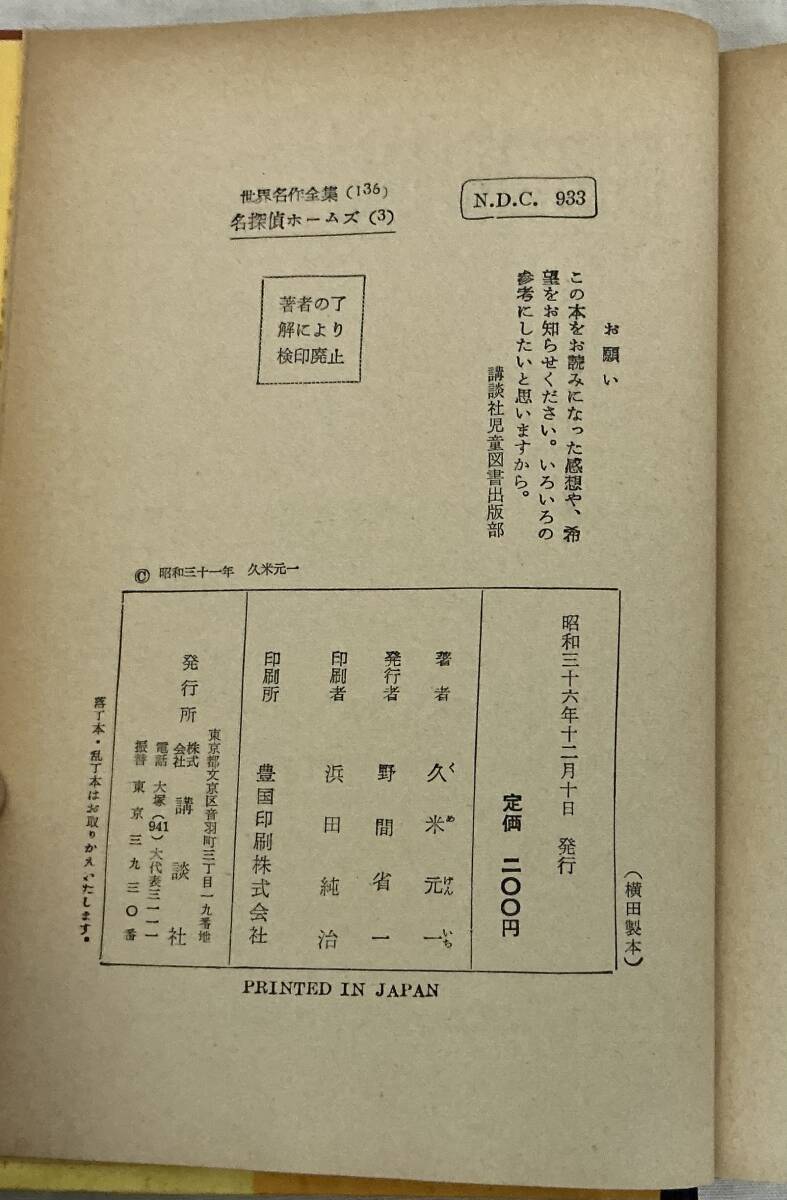 世界名作全集(136)
名探偵ホームズ(3)
N.D.C. 933
著者の了
解により
検印廃止
お願い
この本をお読みになった感想や、希
望をお知らせください。いろいろの
参考にしたいと思いますから。
講談社児童図書出版部
© 昭和三十一年 久米元一
(横田製本)
昭和三十六年十二月十日 発行
定価 二〇〇円
著者 久米元一
くめげんいち
発行者 野間省一
印刷者 浜田純治
印刷所 豊国印刷株式会社
東京都文京区音羽町三丁目一九番地
発行所 株式会社 講談社
電話 大塚(941)大代表三一一一
振替 東京三九三〇番
落丁本・乱丁本はお取りかえいたします。
PRINTED IN JAPAN